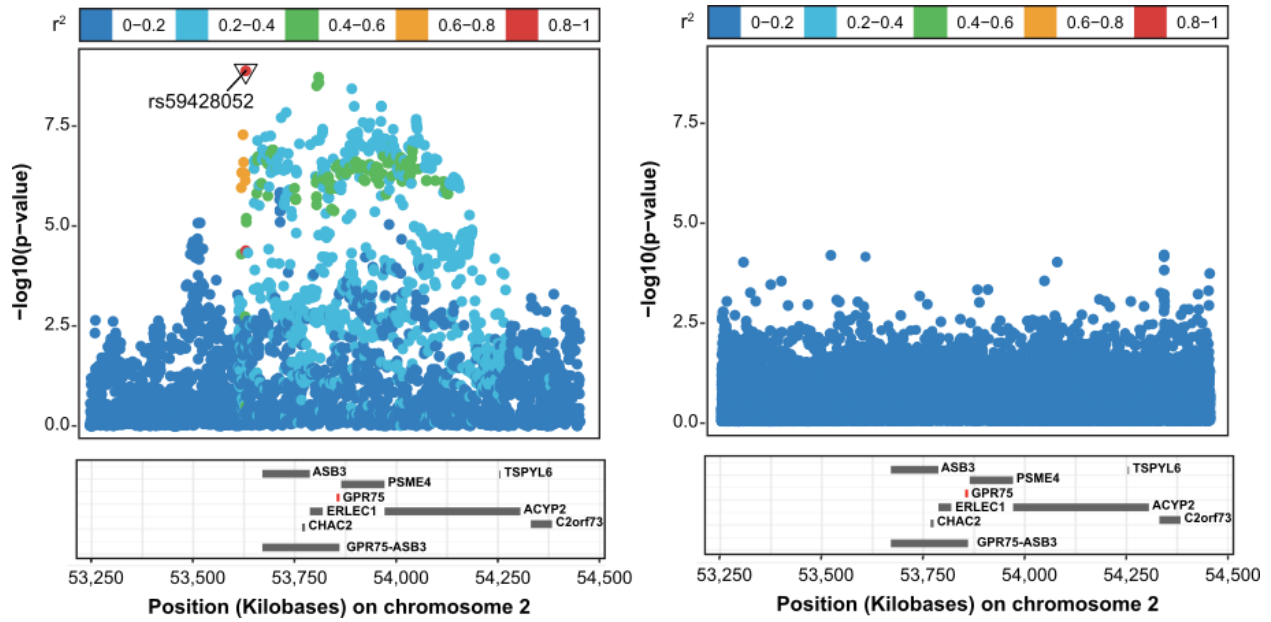 r² 0−0.2 0.2−0.4 0.4−0.6 0.6−0.8 0.8−1
rs59428052
7.5
5.0
2.5
0.0
−log10(p−value)
ASB3 TSPYL6
PSME4
GPR75
ERLEC1 ACYP2
CHAC2 C2orf73
GPR75-ASB3
53,250 53,500 53,750 54,000 54,250 54,500
Position (Kilobases) on chromosome 2
r² 0−0.2 0.2−0.4 0.4−0.6 0.6−0.8 0.8−1
7.5
5.0
2.5
0.0
−log10(p−value)
ASB3 TSPYL6
PSME4
GPR75
ERLEC1 ACYP2
CHAC2 C2orf73
GPR75-ASB3
53,250 53,500 53,750 54,000 54,250 54,500
Position (Kilobases) on chromosome 2